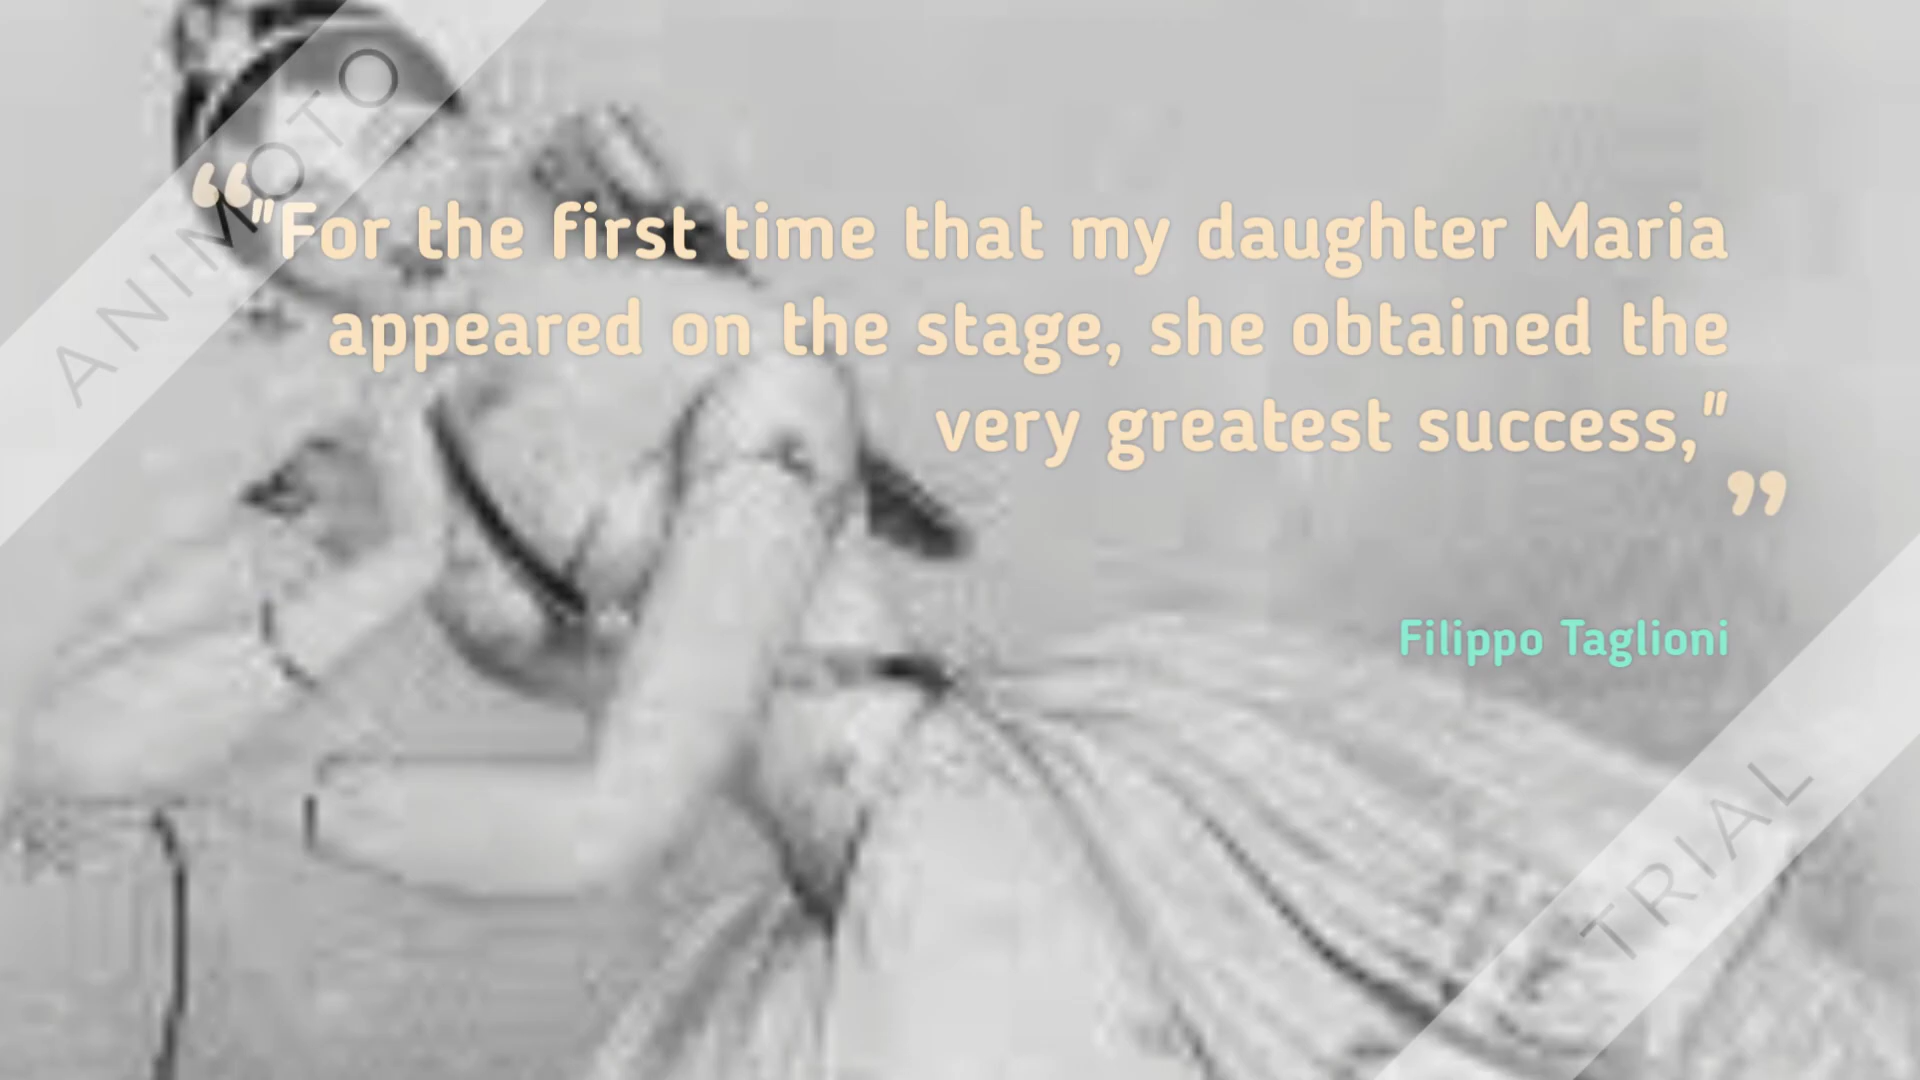 ANIMOTO
“"For the first time that my daughter Maria
appeared on the stage, she obtained the
very greatest success,"
”
Filippo Taglioni
TRIAL